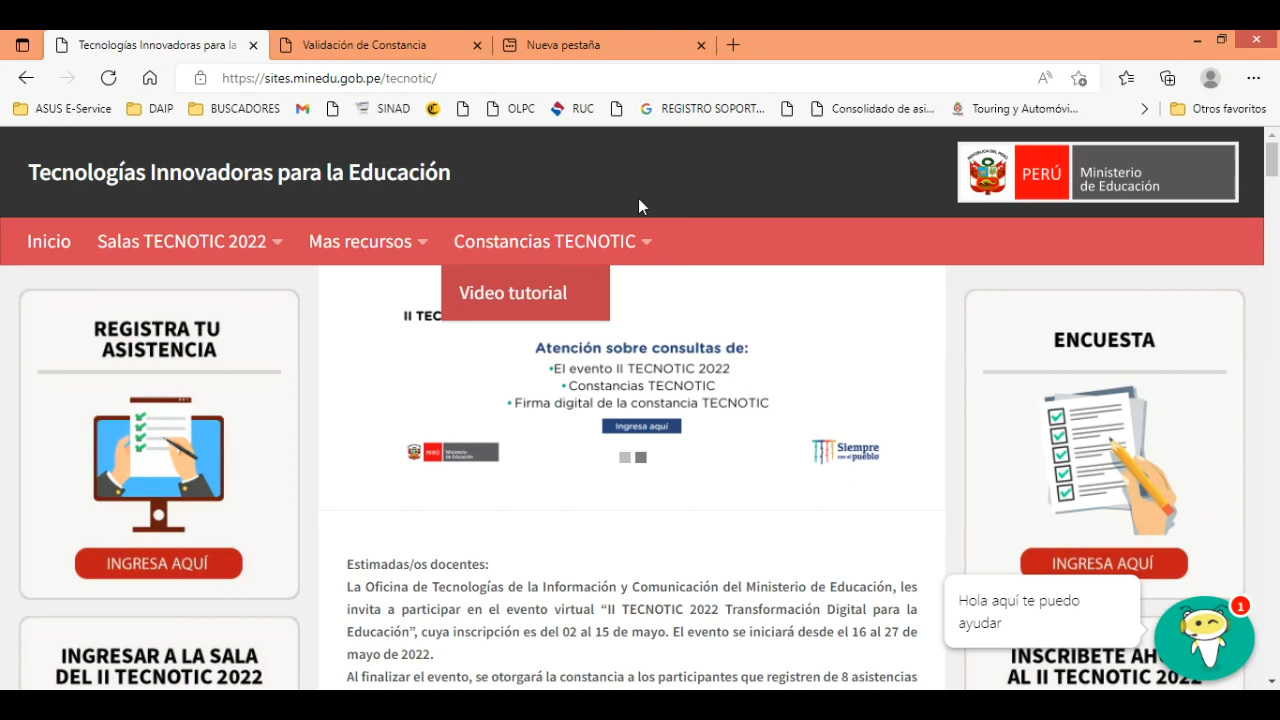 Tecnologías Innovadoras para la
Validación de Constancia
Nueva pestaña
https://sites.minedu.gob.pe/tecnotic/
ASUS E-Service
DAIP
BUSCADORES
SINAD
OLPC
RUC
REGISTRO SOPORT...
Consolidado de asi...
Touring y Automóvi...
Otros favoritos
Tecnologías Innovadoras para la Educación
PERÚ
Ministerio
de Educación
Inicio
Salas TECNOTIC 2022
Mas recursos
Constancias TECNOTIC
Video tutorial
REGISTRA TU
ASISTENCIA
INGRESA AQUÍ
INGRESAR A LA SALA
DEL II TECNOTIC 2022
II TEC
Atención sobre consultas de:
•El evento II TECNOTIC 2022
•Constancias TECNOTIC
•Firma digital de la constancia TECNOTIC
Ingresa aquí
PERÚ
Ministerio
de Educación
Siempre
con el pueblo
Estimadas/os docentes:
La Oficina de Tecnologías de la Información y Comunicación del Ministerio de Educación, les
invita a participar en el evento virtual “II TECNOTIC 2022 Transformación Digital para la
Educación”, cuya inscripción es del 02 al 15 de mayo. El evento se iniciará desde el 16 al 27 de
mayo de 2022.
Al finalizar el evento, se otorgará la constancia a los participantes que registren de 8 asistencias
ENCUESTA
INGRESA AQUÍ
Hola aquí te puedo
ayudar
1
INSCRIBETE AH
AL II TECNOTIC 2022